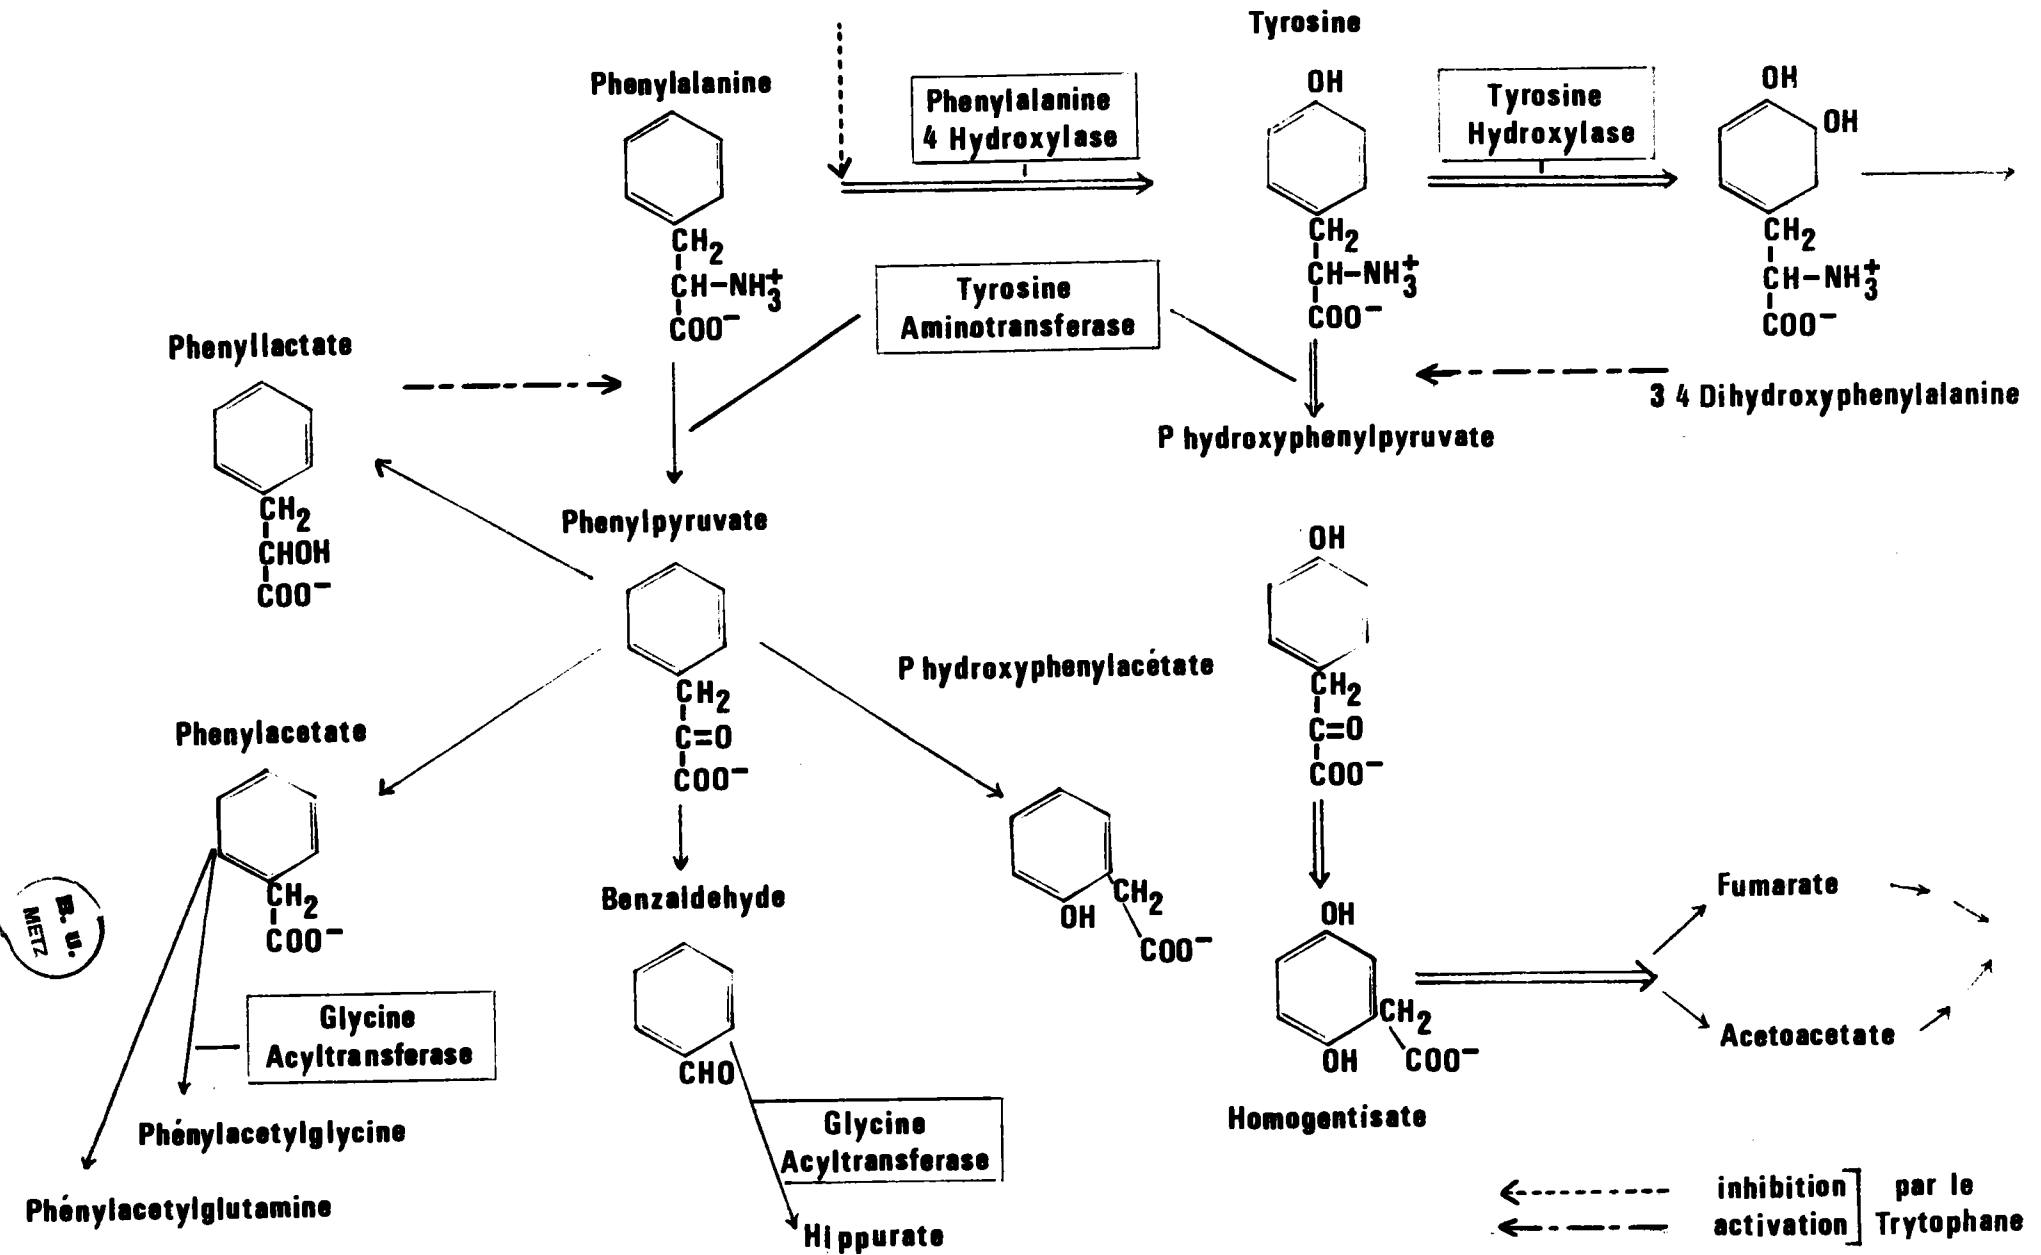 Tyrosine
Phenylalanine
OH
OH
OH
Phenylalanine
4 Hydroxylase
Tyrosine
Hydroxylase
CH2
CH-NH3+
COO-
CH2
CH-NH3+
COO-
CH2
CH-NH3+
COO-
Tyrosine
Aminotransferase
Phenyllactate
3 4 Dihydroxyphenylalanine
P hydroxyphenylpyruvate
CH2
CHOH
COO-
Phenylpyruvate
OH
P hydroxyphenylacétate
CH2
C=O
COO-
CH2
C=O
COO-
Phenylacetate
CH2
COO-
Benzaldehyde
OH
CH2
COO-
Fumarate
OH
CH2
OH
COO-
Acetoacetate
B. U.
METZ
Glycine
Acyltransferase
CHO
Homogentisate
Phénylacetylglycine
Glycine
Acyltransferase
Phénylacetylglutamine
Hippurate
inhibition
activation
par le
Trytophane